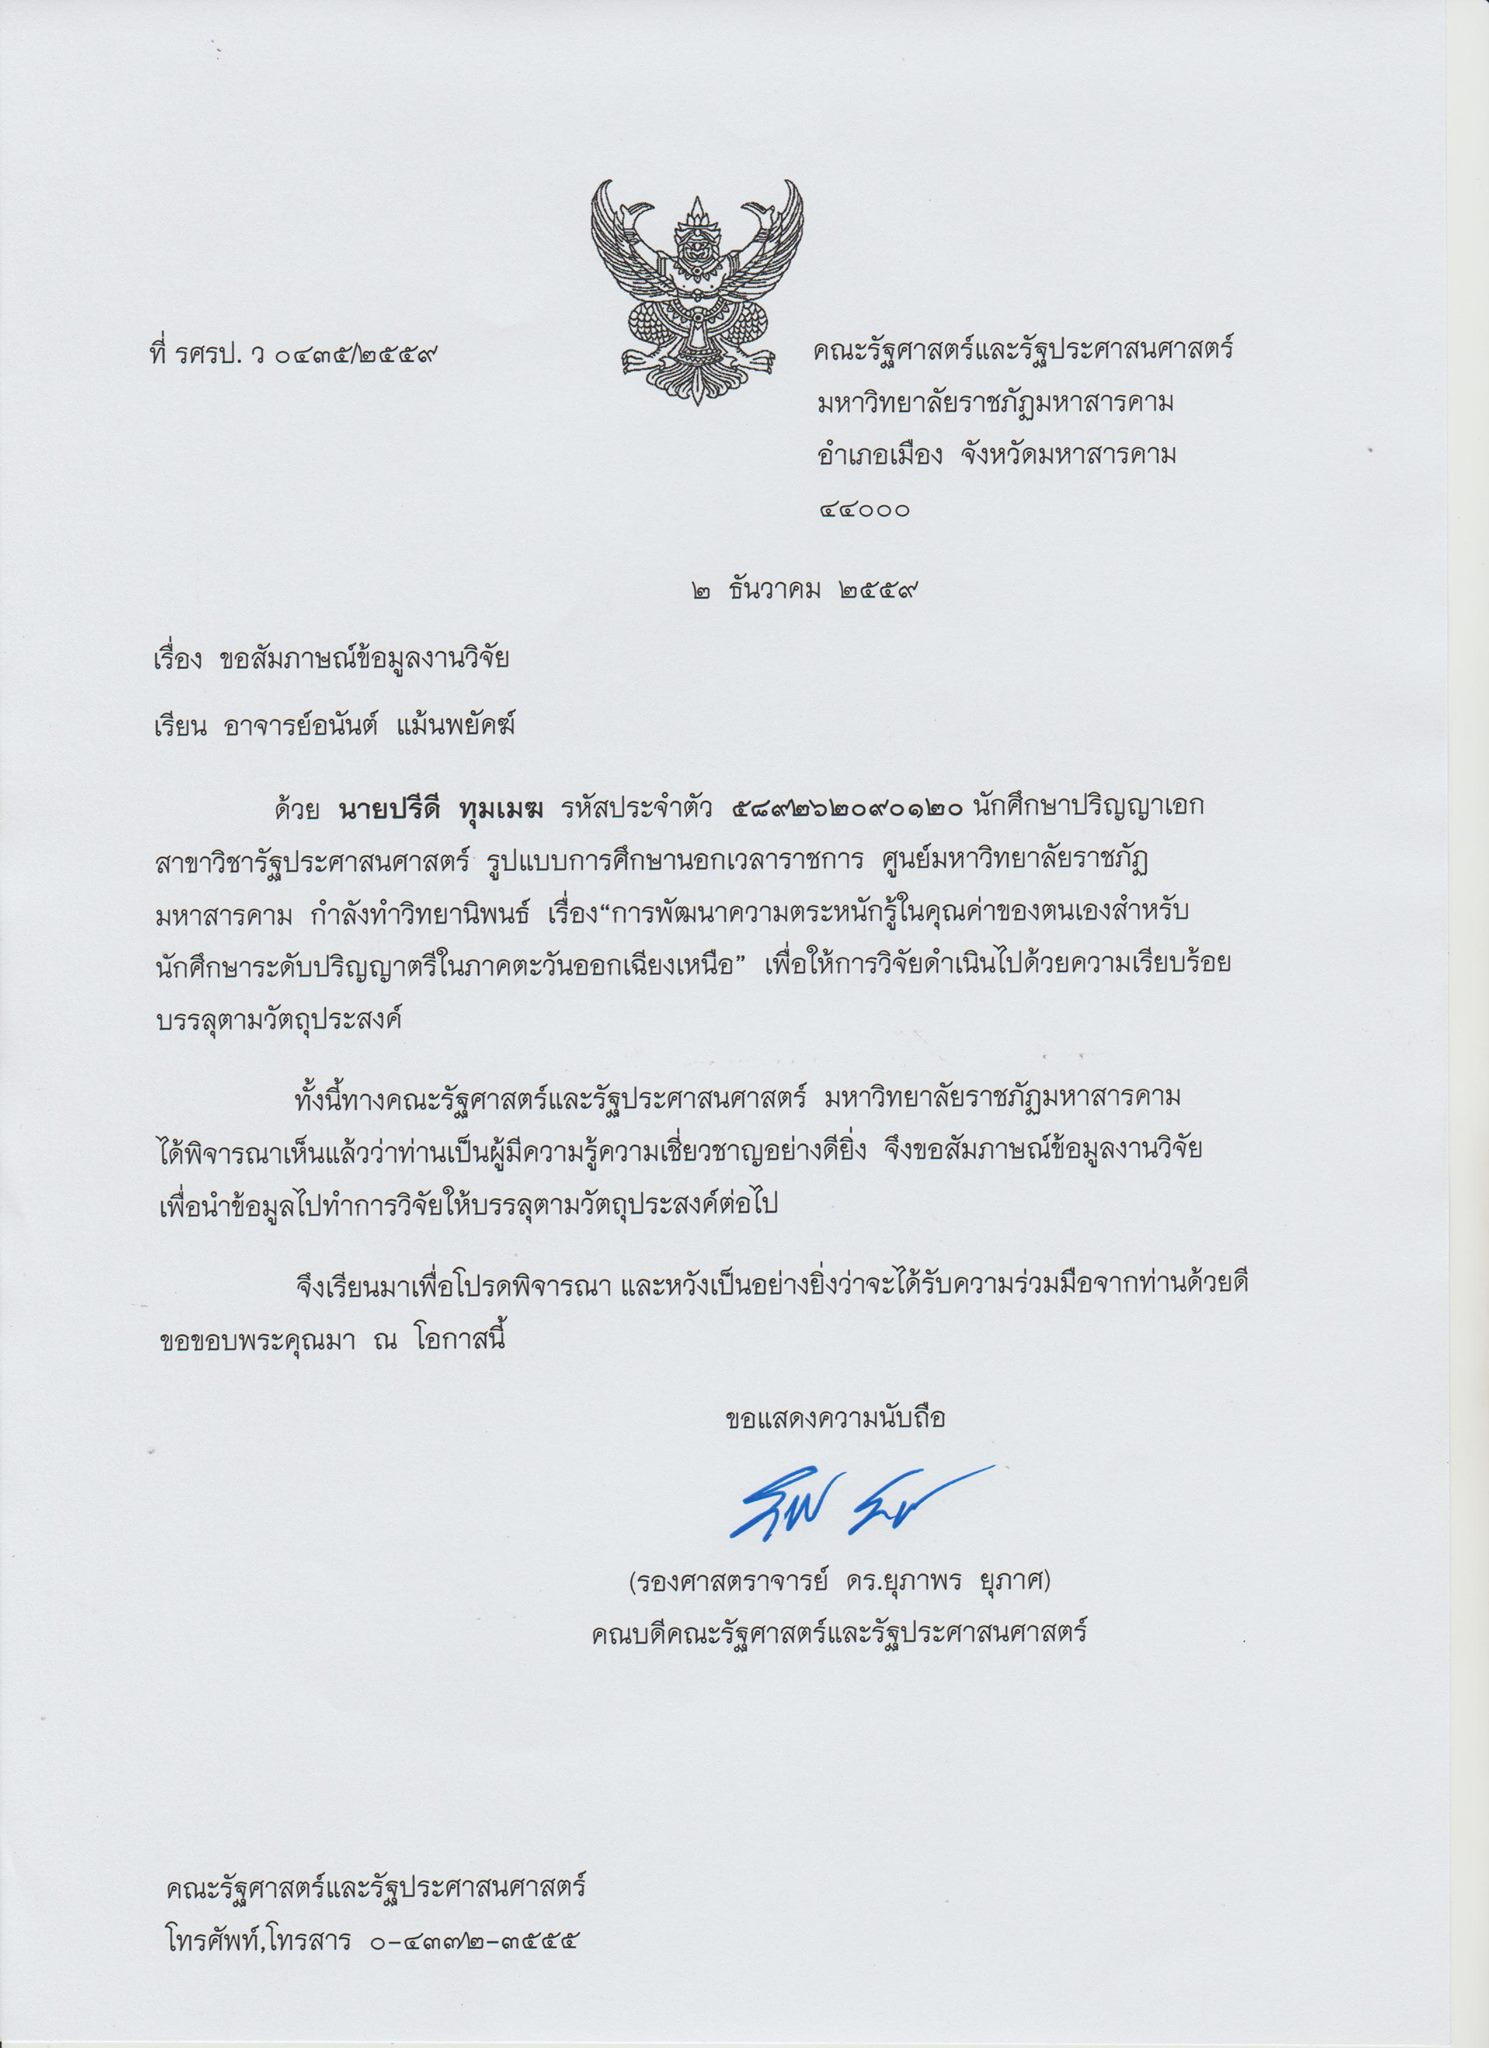 ที่ รศรป. ว ๐๔๓๕/๒๕๕๙
คณะรัฐศาสตร์และรัฐประศาสนศาสตร์
มหาวิทยาลัยราชภัฏมหาสารคาม
อำเภอเมือง จังหวัดมหาสารคาม
๔๔๐๐๐
๒ ธันวาคม ๒๕๕๙
เรื่อง ขอสัมภาษณ์ข้อมูลงานวิจัย
เรียน อาจารย์อนันต์ แม้นพยัคฆ์
ด้วย นายปรีดี ทุมเมฆ รหัสประจำตัว ๕๘๙๒๖๒๐๙๐๑๒๐ นักศึกษาปริญญาเอก
สาขาวิชารัฐประศาสนศาสตร์ รูปแบบการศึกษานอกเวลาราชการ ศูนย์มหาวิทยาลัยราชภัฏ
มหาสารคาม กำลังทำวิทยานิพนธ์ เรื่อง“การพัฒนาความตระหนักรู้ในคุณค่าของตนเองสำหรับ
นักศึกษาระดับปริญญาตรีในภาคตะวันออกเฉียงเหนือ” เพื่อให้การวิจัยดำเนินไปด้วยความเรียบร้อย
บรรลุตามวัตถุประสงค์
ทั้งนี้ทางคณะรัฐศาสตร์และรัฐประศาสนศาสตร์ มหาวิทยาลัยราชภัฏมหาสารคาม
ได้พิจารณาเห็นแล้วว่าท่านเป็นผู้มีความรู้ความเชี่ยวชาญอย่างดียิ่ง จึงขอสัมภาษณ์ข้อมูลงานวิจัย
เพื่อนำข้อมูลไปทำการวิจัยให้บรรลุตามวัตถุประสงค์ต่อไป
จึงเรียนมาเพื่อโปรดพิจารณา และหวังเป็นอย่างยิ่งว่าจะได้รับความร่วมมือจากท่านด้วยดี
ขอขอบพระคุณมา ณ โอกาสนี้
ขอแสดงความนับถือ
(รองศาสตราจารย์ ดร.ยุภาพร ยุภาศ)
คณบดีคณะรัฐศาสตร์และรัฐประศาสนศาสตร์
คณะรัฐศาสตร์และรัฐประศาสนศาสตร์
โทรศัพท์,โทรสาร ๐-๔๓๗๒-๓๕๕๕